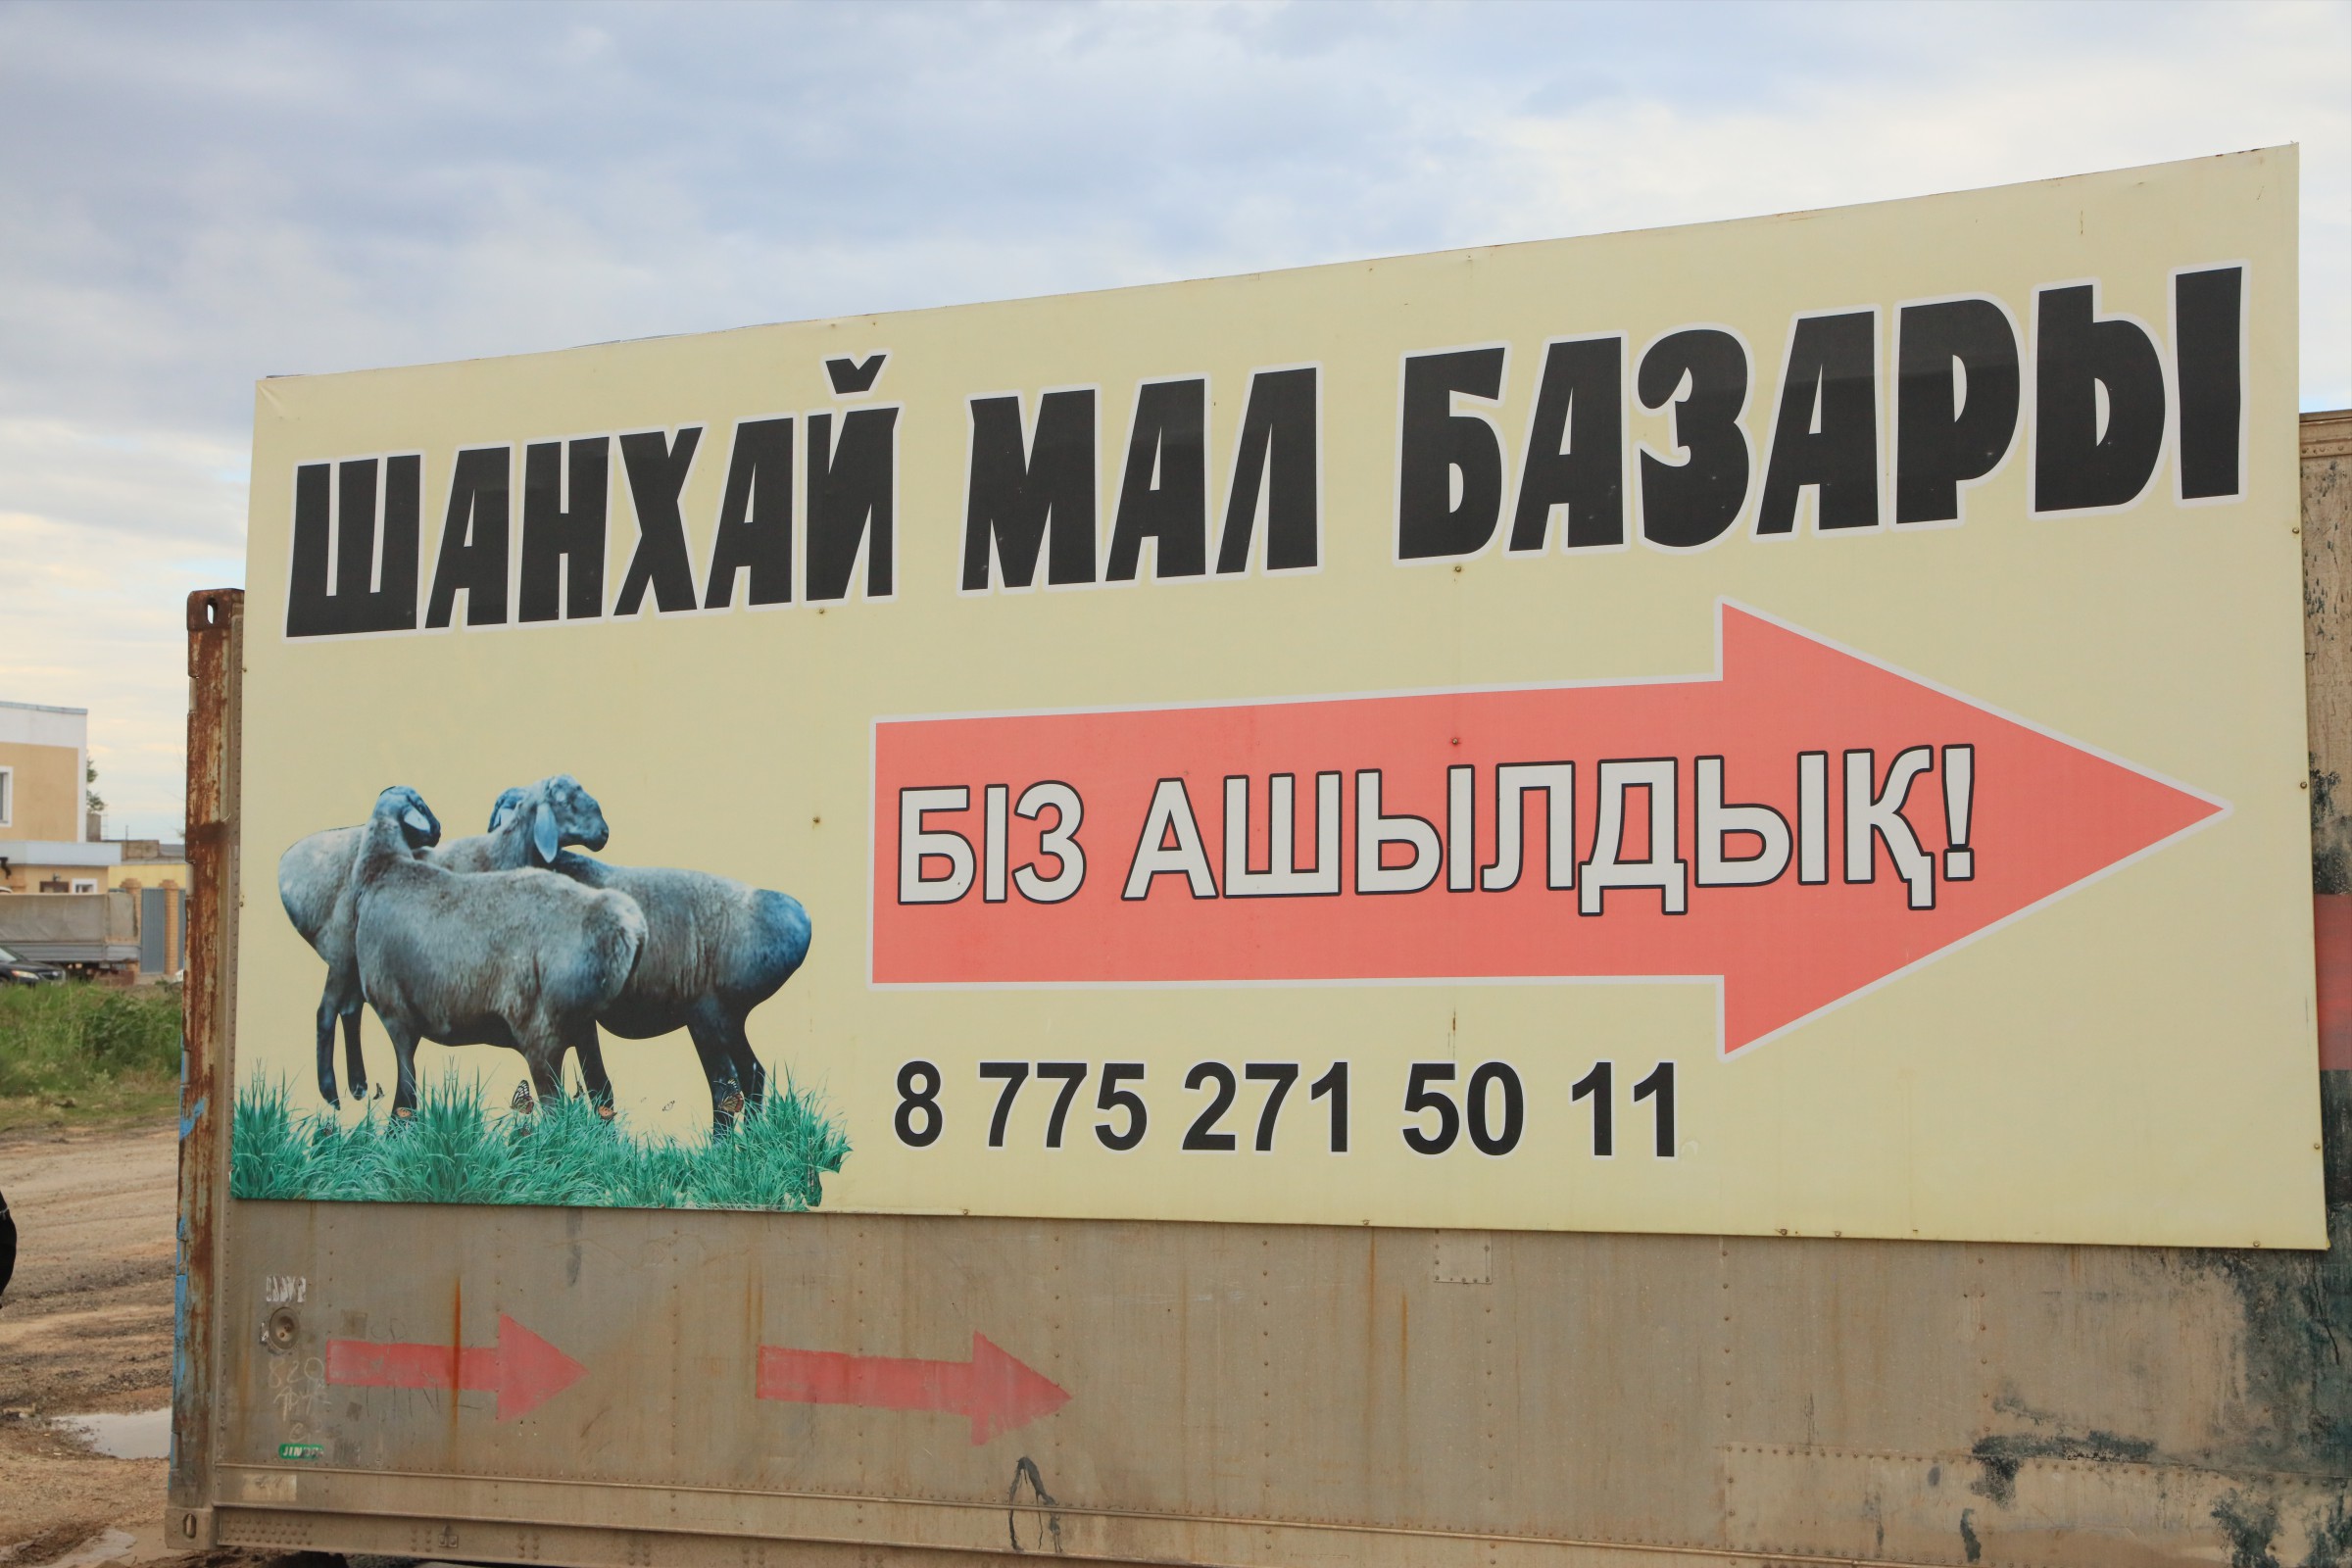 ШАНХАЙ МАЛ БАЗАРЫ
БІЗ АШЫЛДЫҚ!
8 775 271 50 11